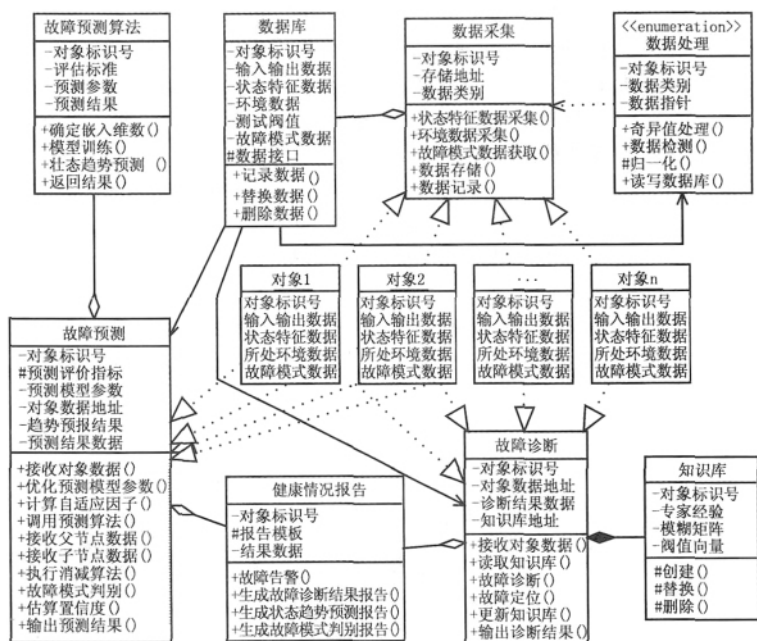 故障预测算法
-对象标识号
-评估标准
-预测参数
-预测结果
+确定嵌入维数()
+模型训练()
+壮态趋势预测 ()
+返回结果()
数据库
-对象标识号
-输入输出数据
-状态特征数据
-环境数据
-测试阀值
-故障模式数据
#数据接口
+记录数据()
+替换数据()
+删除数据()
数据采集
-对象标识号
-存储地址
-数据类别
+状态特征数据采集()
+环境数据采集()
+故障模式数据获取()
+数据存储()
+数据记录()
<<enumeration>>
数据处理
-对象标识号
-数据类别
-数据指针
+奇异值处理()
+数据检测()
#归一化()
+读写数据库()
对象1
对象标识号
输入输出数据
状态特征数据
所处环境数据
故障模式数据
对象2
对象标识号
输入输出数据
状态特征数据
所处环境数据
故障模式数据
...
对象标识号
输入输出数据
状态特征数据
所处环境数据
故障模式数据
对象n
对象标识号
输入输出数据
状态特征数据
所处环境数据
故障模式数据
故障预测
-对象标识号
#预测评价指标
-预测模型参数
-对象数据地址
-趋势预报结果
-预测结果数据
+接收对象数据()
+优化预测模型参数()
+计算自适应因子()
+调用预测算法()
+接收父节点数据()
+接收子节点数据()
+执行消减算法()
+故障模式判别()
+估算置信度()
+输出预测结果()
健康情况报告
-对象标识号
#报告模板
-结果数据
+故障告警()
+生成故障诊断结果报告()
+生成状态趋势预测报告()
+生成故障模式判别报告()
故障诊断
-对象标识号
-对象数据地址
-诊断结果数据
-知识库地址
+接收对象数据()
+读取知识库()
+故障诊断()
+故障定位()
+更新知识库()
+输出诊断结果()
知识库
-对象标识号
-专家经验
-模糊矩阵
-阀值向量
#创建()
#替换()
#删除()